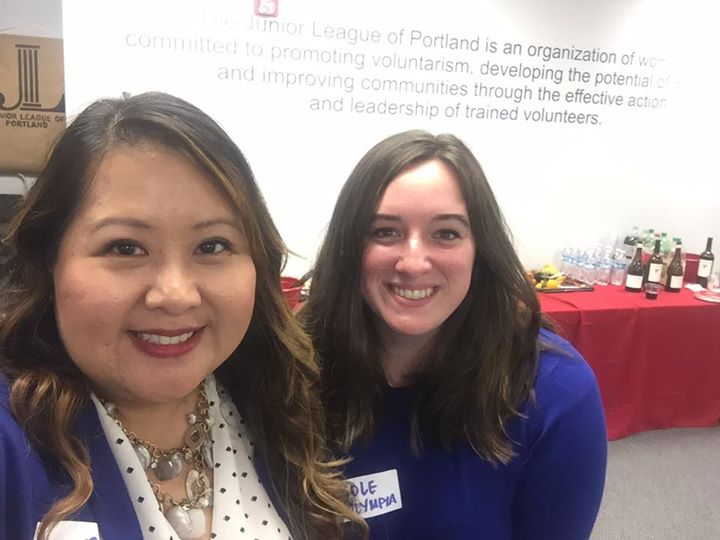 The Junior League of Portland is an organization of
committed to promoting voluntarism, developing the potential of
and improving communities through the effective action
and leadership of trained volunteers.
JL
JUNIOR LEAGUE OF
PORTLAND